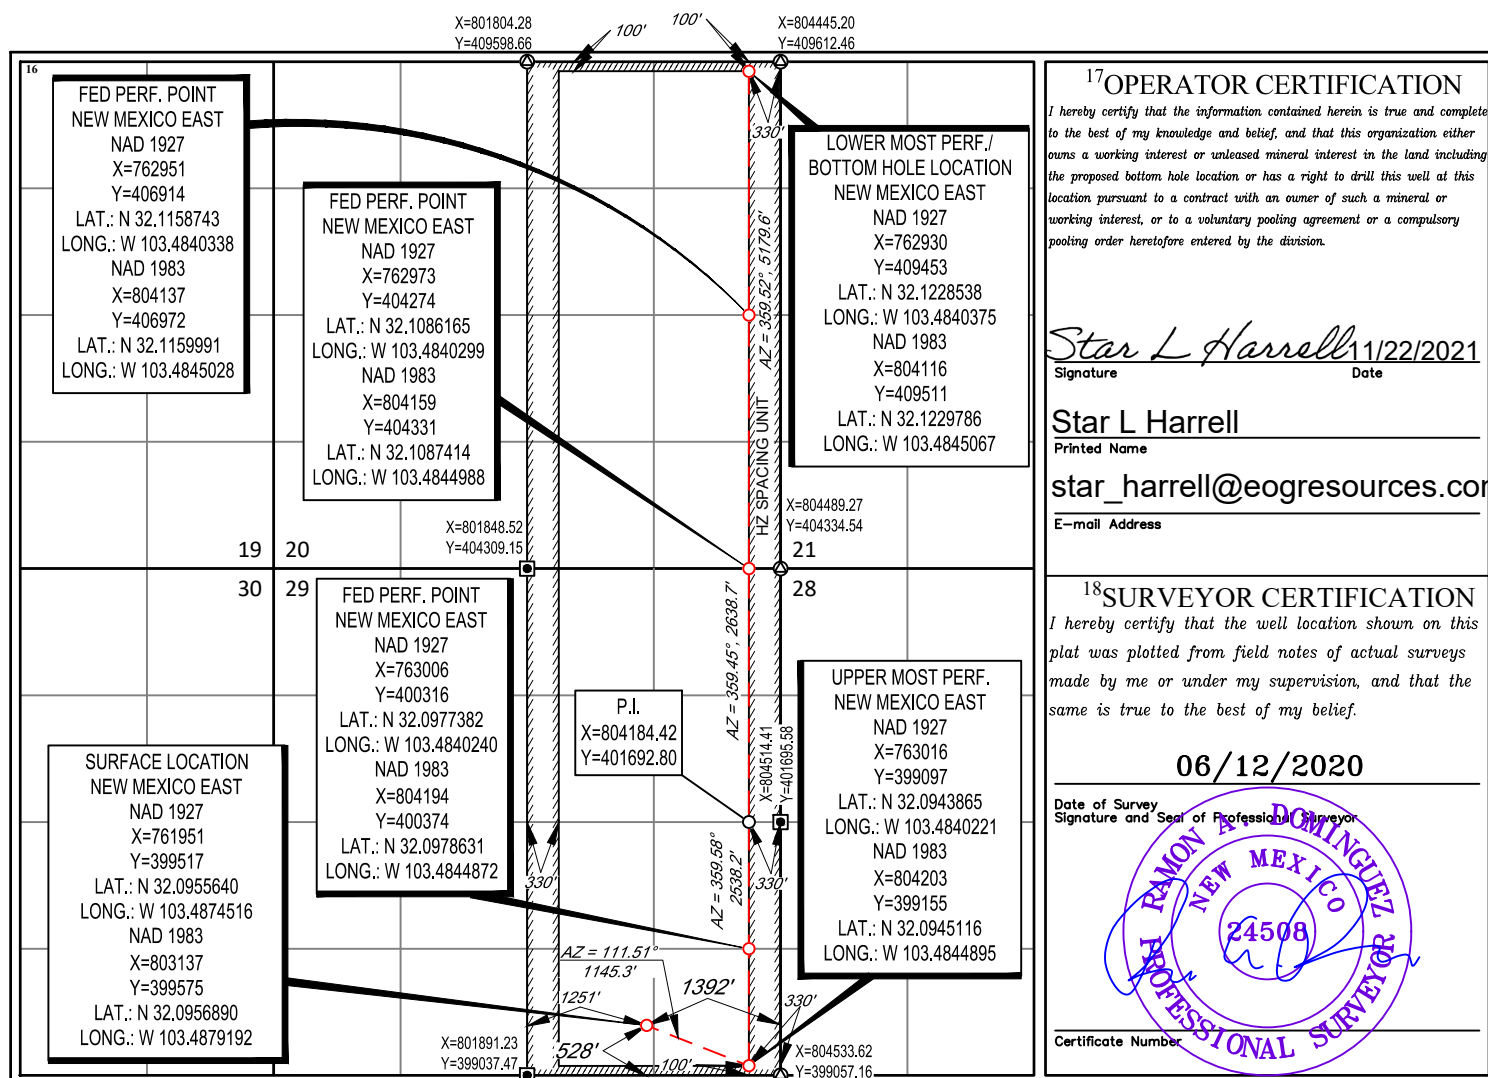 X=801804.28
Y=409598.66
100'
100'
X=804445.20
Y=409612.46
16
FED PERF. POINT
NEW MEXICO EAST
NAD 1927
X=762951
Y=406914
LAT.: N 32.1158743
LONG.: W 103.4840338
NAD 1983
X=804137
Y=406972
LAT.: N 32.1159991
LONG.: W 103.4845028
FED PERF. POINT
NEW MEXICO EAST
NAD 1927
X=762973
Y=404274
LAT.: N 32.1086165
LONG.: W 103.4840299
NAD 1983
X=804159
Y=404331
LAT.: N 32.1087414
LONG.: W 103.4844988
330'
LOWER MOST PERF./
BOTTOM HOLE LOCATION
NEW MEXICO EAST
NAD 1927
X=762930
Y=409453
LAT.: N 32.1228538
LONG.: W 103.4840375
NAD 1983
X=804116
Y=409511
LAT.: N 32.1229786
LONG.: W 103.4845067
AZ = 359.52°, 5179.6'
HZ SPACING UNIT
X=801848.52
Y=404309.15
X=804489.27
Y=404334.54
19
20
21
30
29
28
FED PERF. POINT
NEW MEXICO EAST
NAD 1927
X=763006
Y=400316
LAT.: N 32.0977382
LONG.: W 103.4840240
NAD 1983
X=804194
Y=400374
LAT.: N 32.0978631
LONG.: W 103.4844872
AZ = 359.45°, 2638.7'
P.I.
X=804184.42
Y=401692.80
X=804514.41
Y=401695.58
UPPER MOST PERF.
NEW MEXICO EAST
NAD 1927
X=763016
Y=399097
LAT.: N 32.0943865
LONG.: W 103.4840221
NAD 1983
X=804203
Y=399155
LAT.: N 32.0945116
LONG.: W 103.4844895
SURFACE LOCATION
NEW MEXICO EAST
NAD 1927
X=761951
Y=399517
LAT.: N 32.0955640
LONG.: W 103.4874516
NAD 1983
X=803137
Y=399575
LAT.: N 32.0956890
LONG.: W 103.4879192
330'
330'
AZ = 359.58°
2538.2'
AZ = 111.51°
1145.3'
1251'
1392'
330'
528'
100'
X=801891.23
Y=399037.47
X=804533.62
Y=399057.16
17 OPERATOR CERTIFICATION
I hereby certify that the information contained herein is true and complete
to the best of my knowledge and belief, and that this organization either
owns a working interest or unleased mineral interest in the land including
the proposed bottom hole location or has a right to drill this well at this
location pursuant to a contract with an owner of such a mineral or
working interest, or to a voluntary pooling agreement or a compulsory
pooling order heretofore entered by the division.
Star L Harrell 11/22/2021
Signature Date
Star L Harrell
Printed Name
star_harrell@eogresources.com
E-mail Address
18 SURVEYOR CERTIFICATION
I hereby certify that the well location shown on this
plat was plotted from field notes of actual surveys
made by me or under my supervision, and that the
same is true to the best of my belief.
06/12/2020
Date of Survey
Signature and Seal of Professional Surveyor
RAMON A. DOMINGUEZ
NEW MEXICO
24508
PROFESSIONAL SURVEYOR
Certificate Number